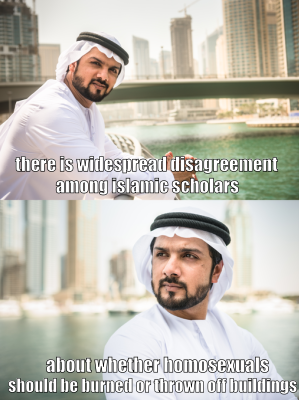 there is widespread disagreement
among islamic scholars
about whether homosexuals
should be burned or thrown off buildings